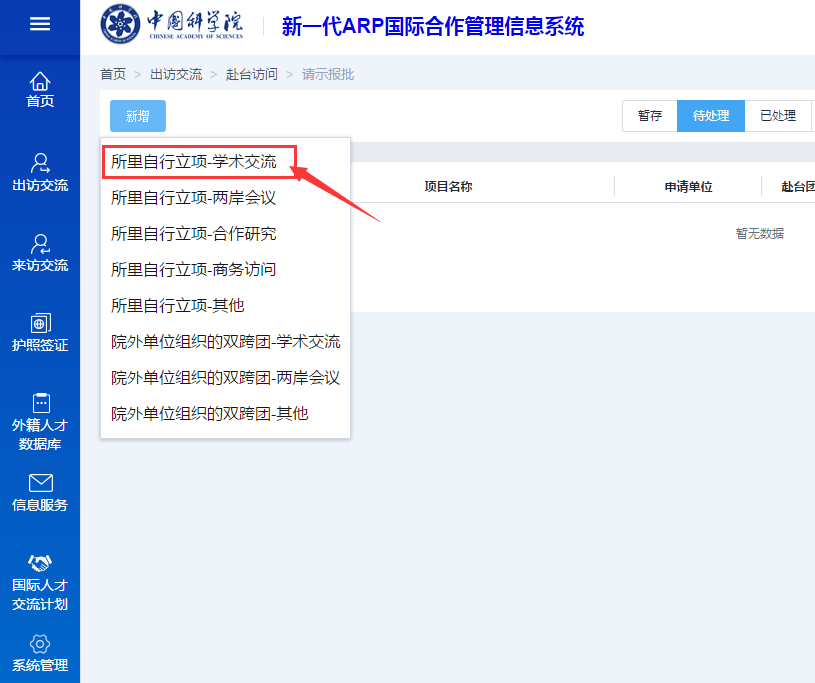 中国科学院
CHINESE ACADEMY OF SCIENCES
新一代ARP国际合作管理信息系统
首页 > 出访交流 > 赴台访问 > 请示报批
首页
出访交流
来访交流
护照签证
外籍人才
数据库
信息服务
国际人才
交流计划
系统管理
新增
暂存 待处理 已处理
所里自行立项-学术交流
所里自行立项-两岸会议
所里自行立项-合作研究
所里自行立项-商务访问
所里自行立项-其他
院外单位组织的双跨团-学术交流
院外单位组织的双跨团-两岸会议
院外单位组织的双跨团-其他
项目名称 申请单位 赴台团
暂无数据